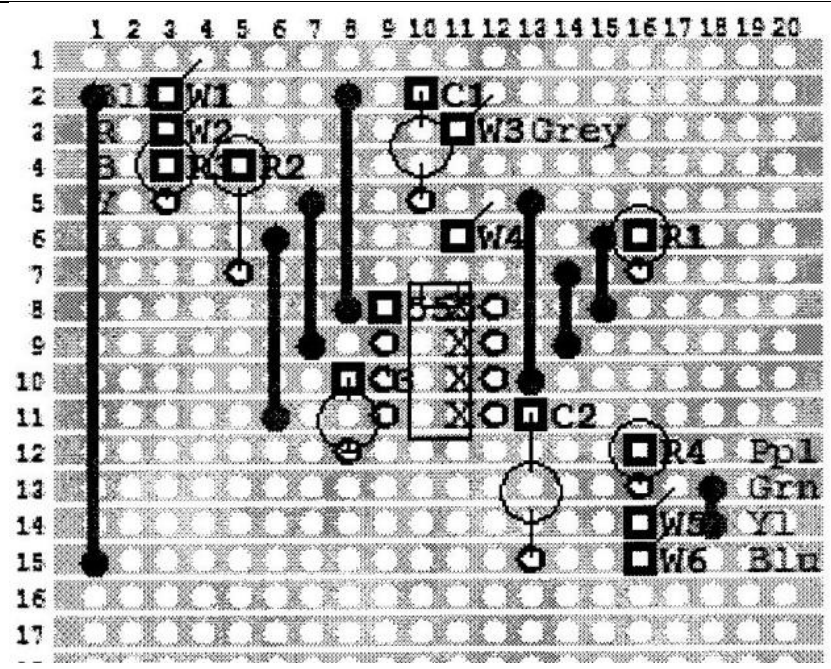 1 2 3 4 5 6 7 8 9 10 11 12 13 14 15 16 17 18 19 20
1
2 W1 C1
3 R W2 W3 Grey
4 B R2
5 Y
6 W4 R1
7
8 555
9 X
10 X
11 X C2
12 R4 Ppl
13 Grn
14 W5 Yl
15 W6 Blu
16
17